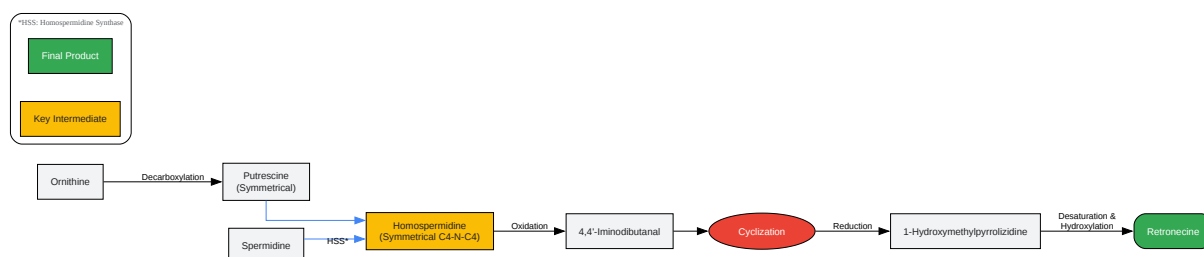 *HSS: Homospermidine Synthase
Final Product
Key Intermediate
Ornithine
Decarboxylation
Putrescine
(Symmetrical)
Spermidine
HSS*
Homospermidine
(Symmetrical C4-N-C4)
Oxidation
4,4'-Iminodibutanal
Cyclization
Reduction
1-Hydroxymethylpyrrolizidine
Desaturation &
Hydroxylation
Retronecine